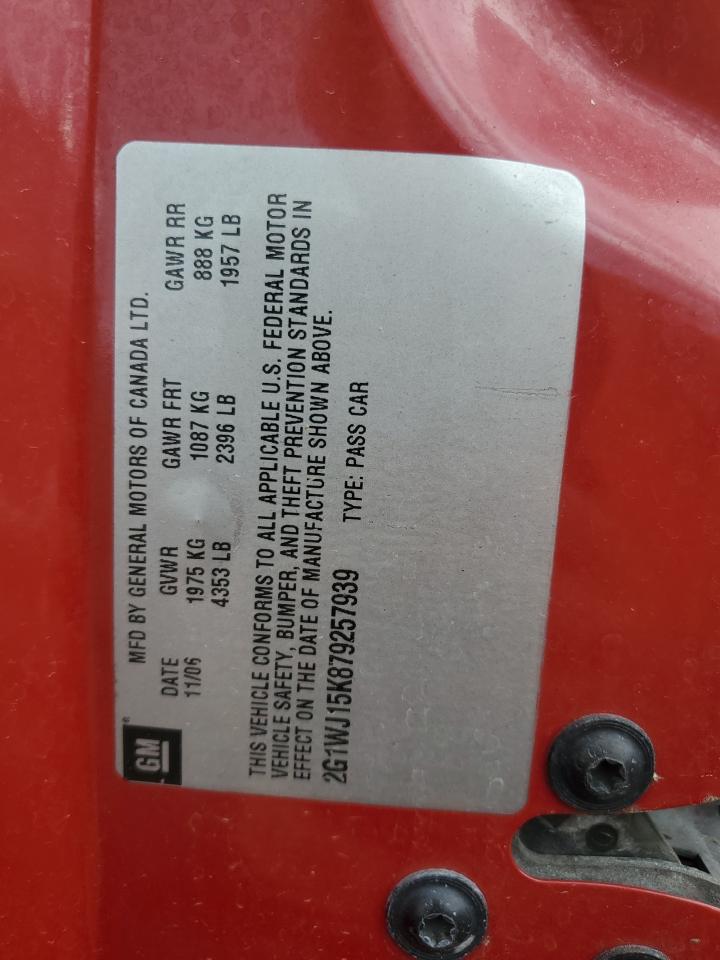 GM®
MFD BY GENERAL MOTORS OF CANADA LTD.
DATE GVWR GAWR FRT GAWR RR
11/06 1975 KG 1087 KG 888 KG
4353 LB 2396 LB 1957 LB
THIS VEHICLE CONFORMS TO ALL APPLICABLE U.S. FEDERAL MOTOR
VEHICLE SAFETY, BUMPER, AND THEFT PREVENTION STANDARDS IN
EFFECT ON THE DATE OF MANUFACTURE SHOWN ABOVE.
2G1WJ15K879257939 TYPE: PASS CAR